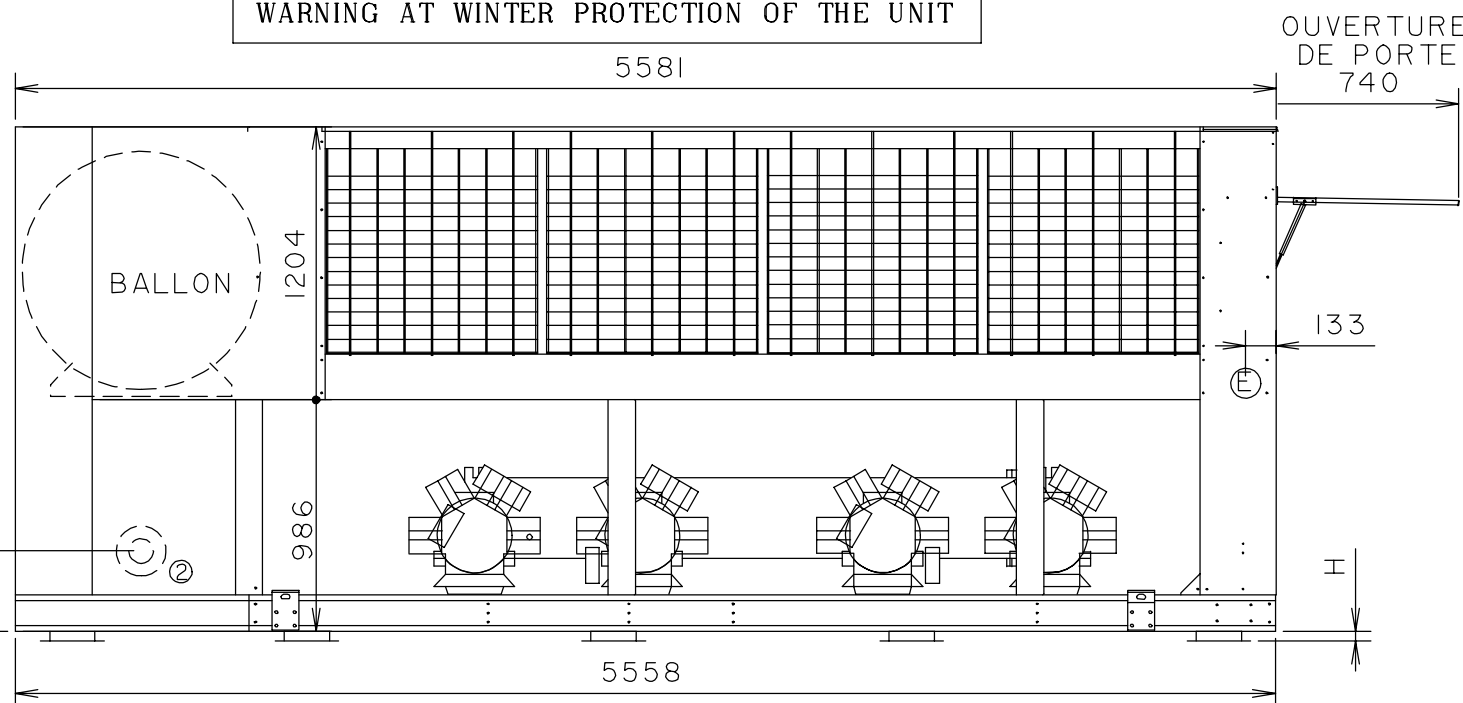 WARNING AT WINTER PROTECTION OF THE UNIT
OUVERTURE
DE PORTE
740
5581
1204
BALLON
133
E
986
2
H
5558